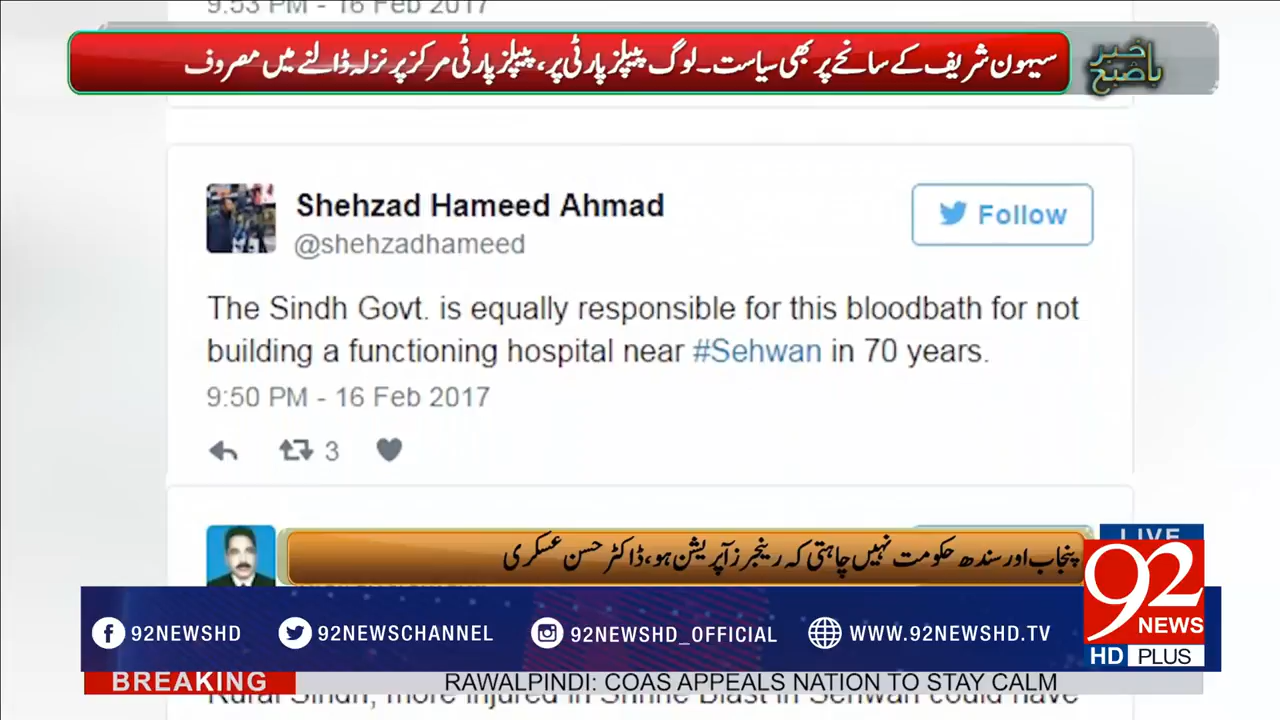 9:53 PM - 16 Feb 2017
سیہون شریف کے سانحے پر بھی سیاست۔ لوگ پیپلز پارٹی پر، پیپلز پارٹی مرکز پر نزلہ ڈالنے میں مصروف
باخبر صبح
Shehzad Hameed Ahmad
@shehzadhameed
Follow
The Sindh Govt. is equally responsible for this bloodbath for not
building a functioning hospital near #Sehwan in 70 years.
9:50 PM - 16 Feb 2017
3
پنجاب اور سندھ حکومت نہیں چاہتی کہ رینجرز آپریشن ہو، ڈاکٹر حسن عسکری
LIVE
92
NEWS
HD PLUS
92NEWSHD
92NEWSCHANNEL
92NEWSHD_OFFICIAL
WWW.92NEWSHD.TV
BREAKING
RAWALPINDI: COAS APPEALS NATION TO STAY CALM
Rural Sindh, more injured in Shrine Blast in Sehwan could have